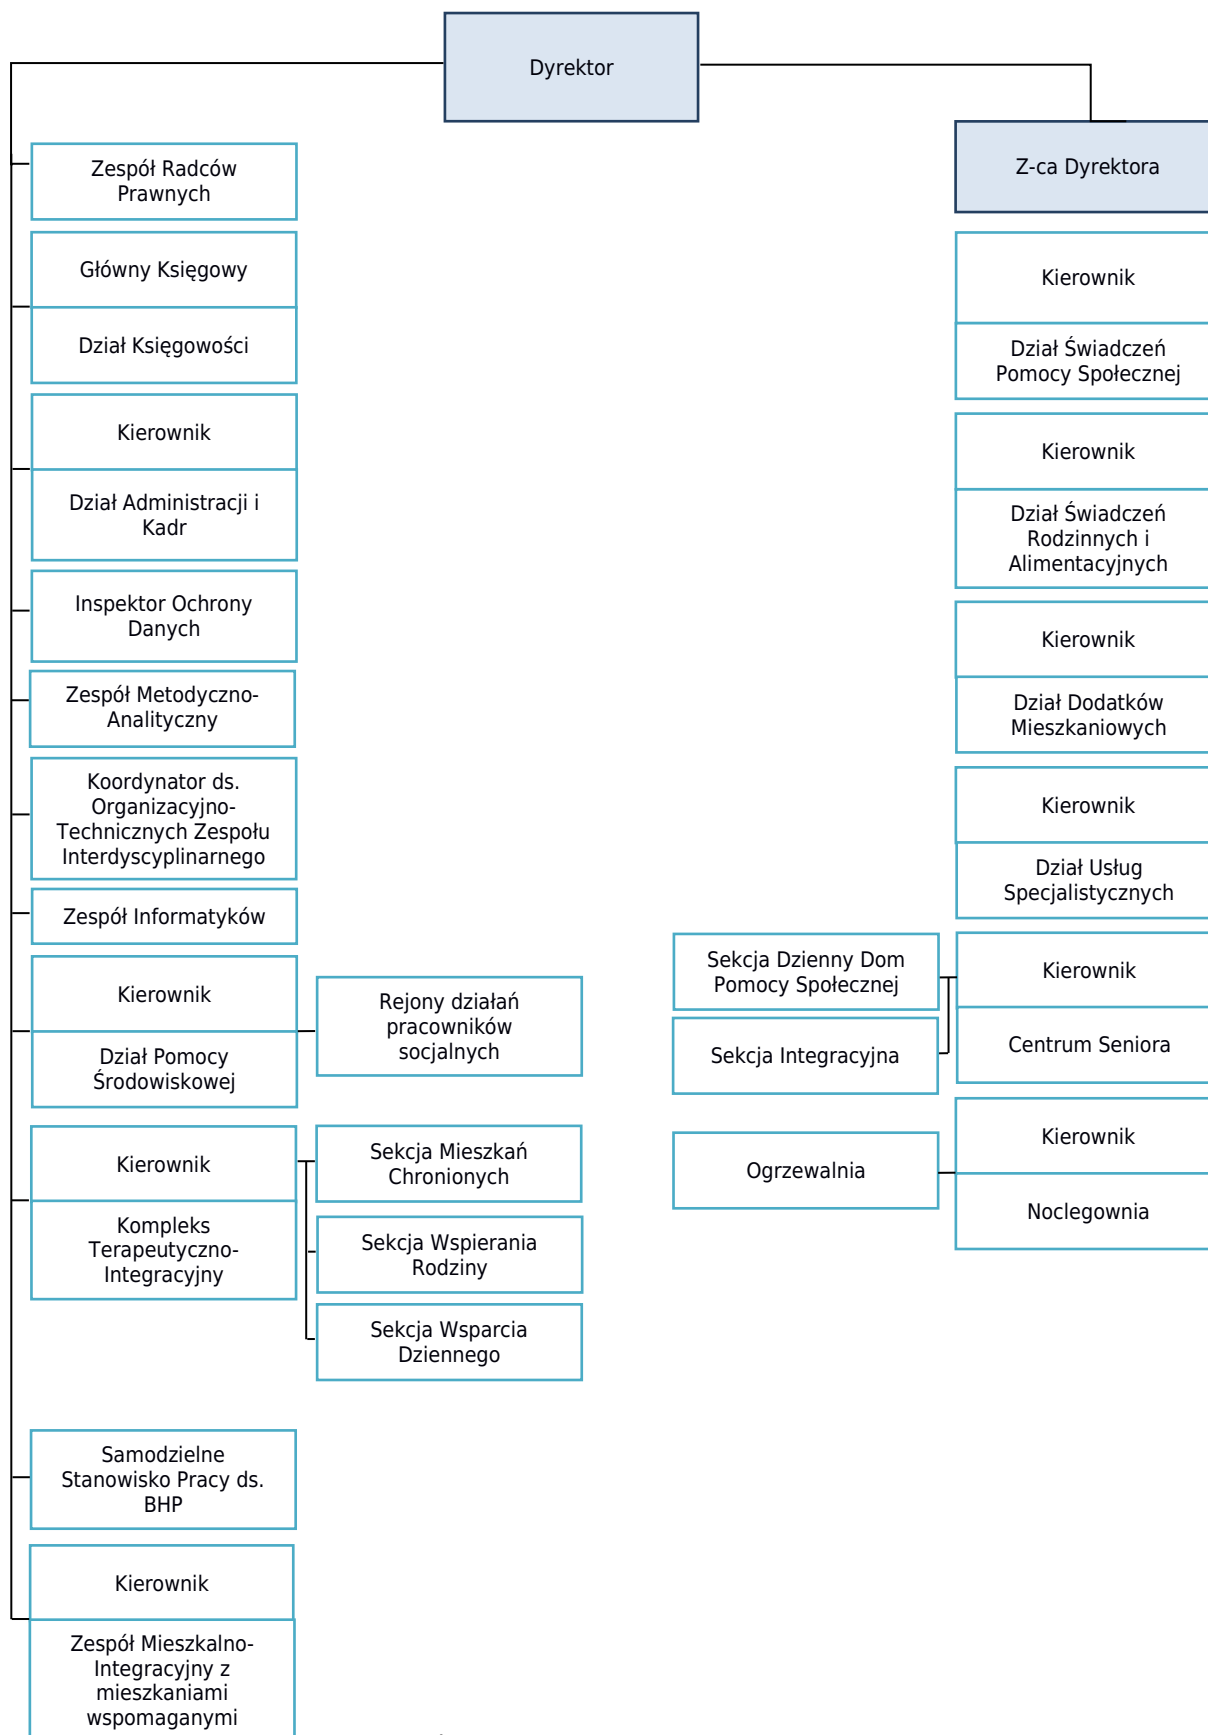 Dyrektor
Z-ca Dyrektora
Zespół Radców
Prawnych
Główny Księgowy
Dział Księgowości
Kierownik
Dział Administracji i
Kadr
Inspektor Ochrony
Danych
Zespół Metodyczno-
Analityczny
Koordynator ds.
Organizacyjno-
Technicznych Zespołu
Interdyscyplinarnego
Zespół Informatyków
Kierownik
Dział Pomocy
Środowiskowej
Rejony działań
pracowników
socjalnych
Kierownik
Kompleks
Terapeutyczno-
Integracyjny
Sekcja Mieszkań
Chronionych
Sekcja Wspierania
Rodziny
Sekcja Wsparcia
Dziennego
Samodzielne
Stanowisko Pracy ds.
BHP
Kierownik
Zespół Mieszkalno-
Integracyjny z
mieszkaniami
wspomaganymi
Kierownik
Dział Świadczeń
Pomocy Społecznej
Kierownik
Dział Świadczeń
Rodzinnych i
Alimentacyjnych
Kierownik
Dział Dodatków
Mieszkaniowych
Kierownik
Dział Usług
Specjalistycznych
Sekcja Dzienny Dom
Pomocy Społecznej
Sekcja Integracyjna
Kierownik
Centrum Seniora
Ogrzewalnia
Kierownik
Noclegownia